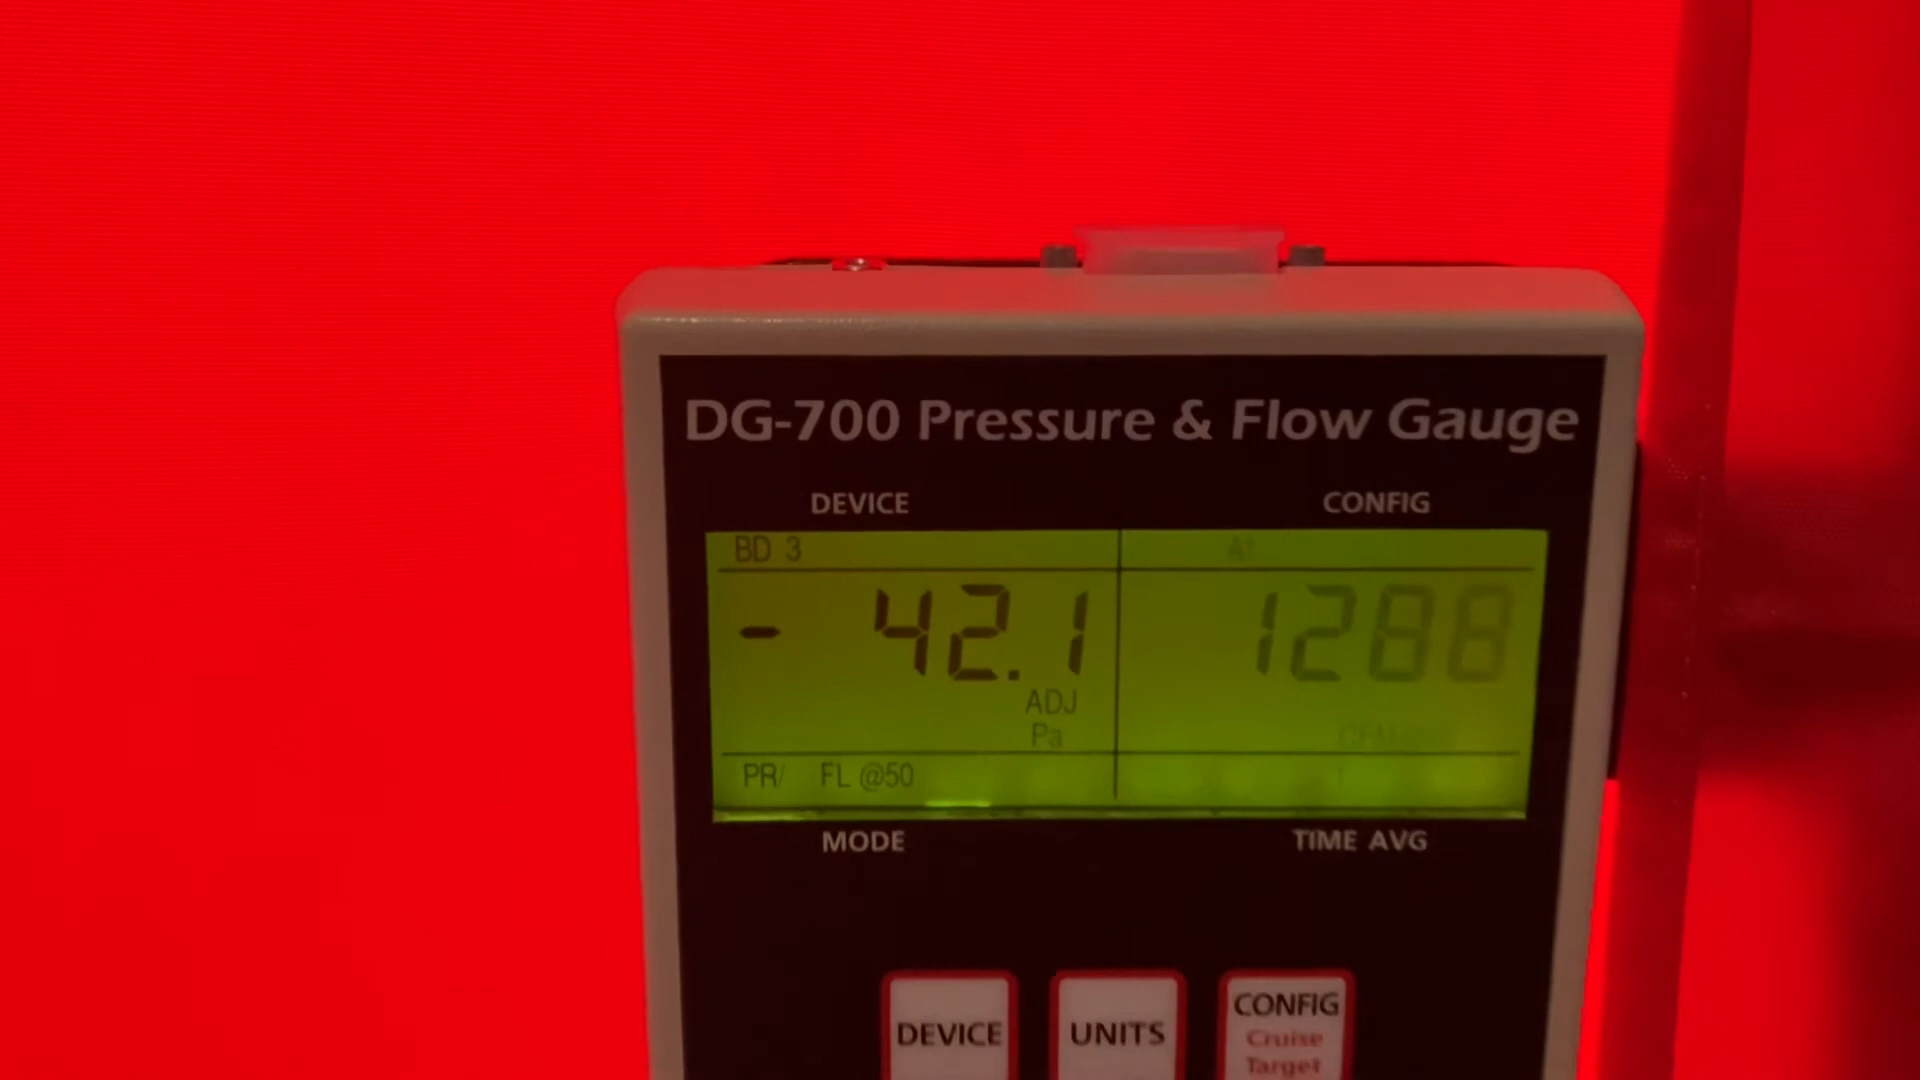 DG-700 Pressure & Flow Gauge
DEVICE CONFIG
BD 3 A1
- 42.1 1288
ADJ
Pa
PR/ FL @50
MODE TIME AVG
DEVICE UNITS CONFIG
Cruise
Target